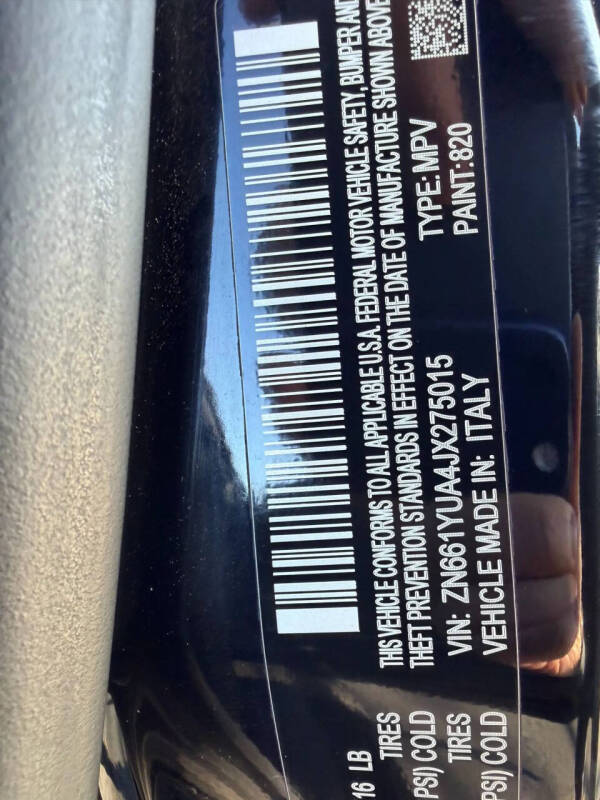 16 LB
TIRES
PSI) COLD
TIRES
PSI) COLD
THIS VEHICLE CONFORMS TO ALL APPLICABLE U.S.A. FEDERAL MOTOR VEHICLE SAFETY, BUMPER AND
THEFT PREVENTION STANDARDS IN EFFECT ON THE DATE OF MANUFACTURE SHOWN ABOVE
VIN: ZN661YUA4JX275015 TYPE: MPV
VEHICLE MADE IN: ITALY PAINT:820